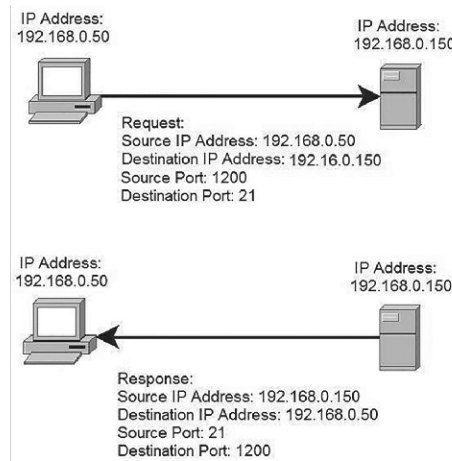 IP Address:
192.168.0.50
IP Address:
192.168.0.150
Request:
Source IP Address: 192.168.0.50
Destination IP Address: 192.16.0.150
Source Port: 1200
Destination Port: 21
IP Address:
192.168.0.50
IP Address:
192.168.0.150
Response:
Source IP Address: 192.168.0.150
Destination IP Address: 192.168.0.50
Source Port: 21
Destination Port: 1200